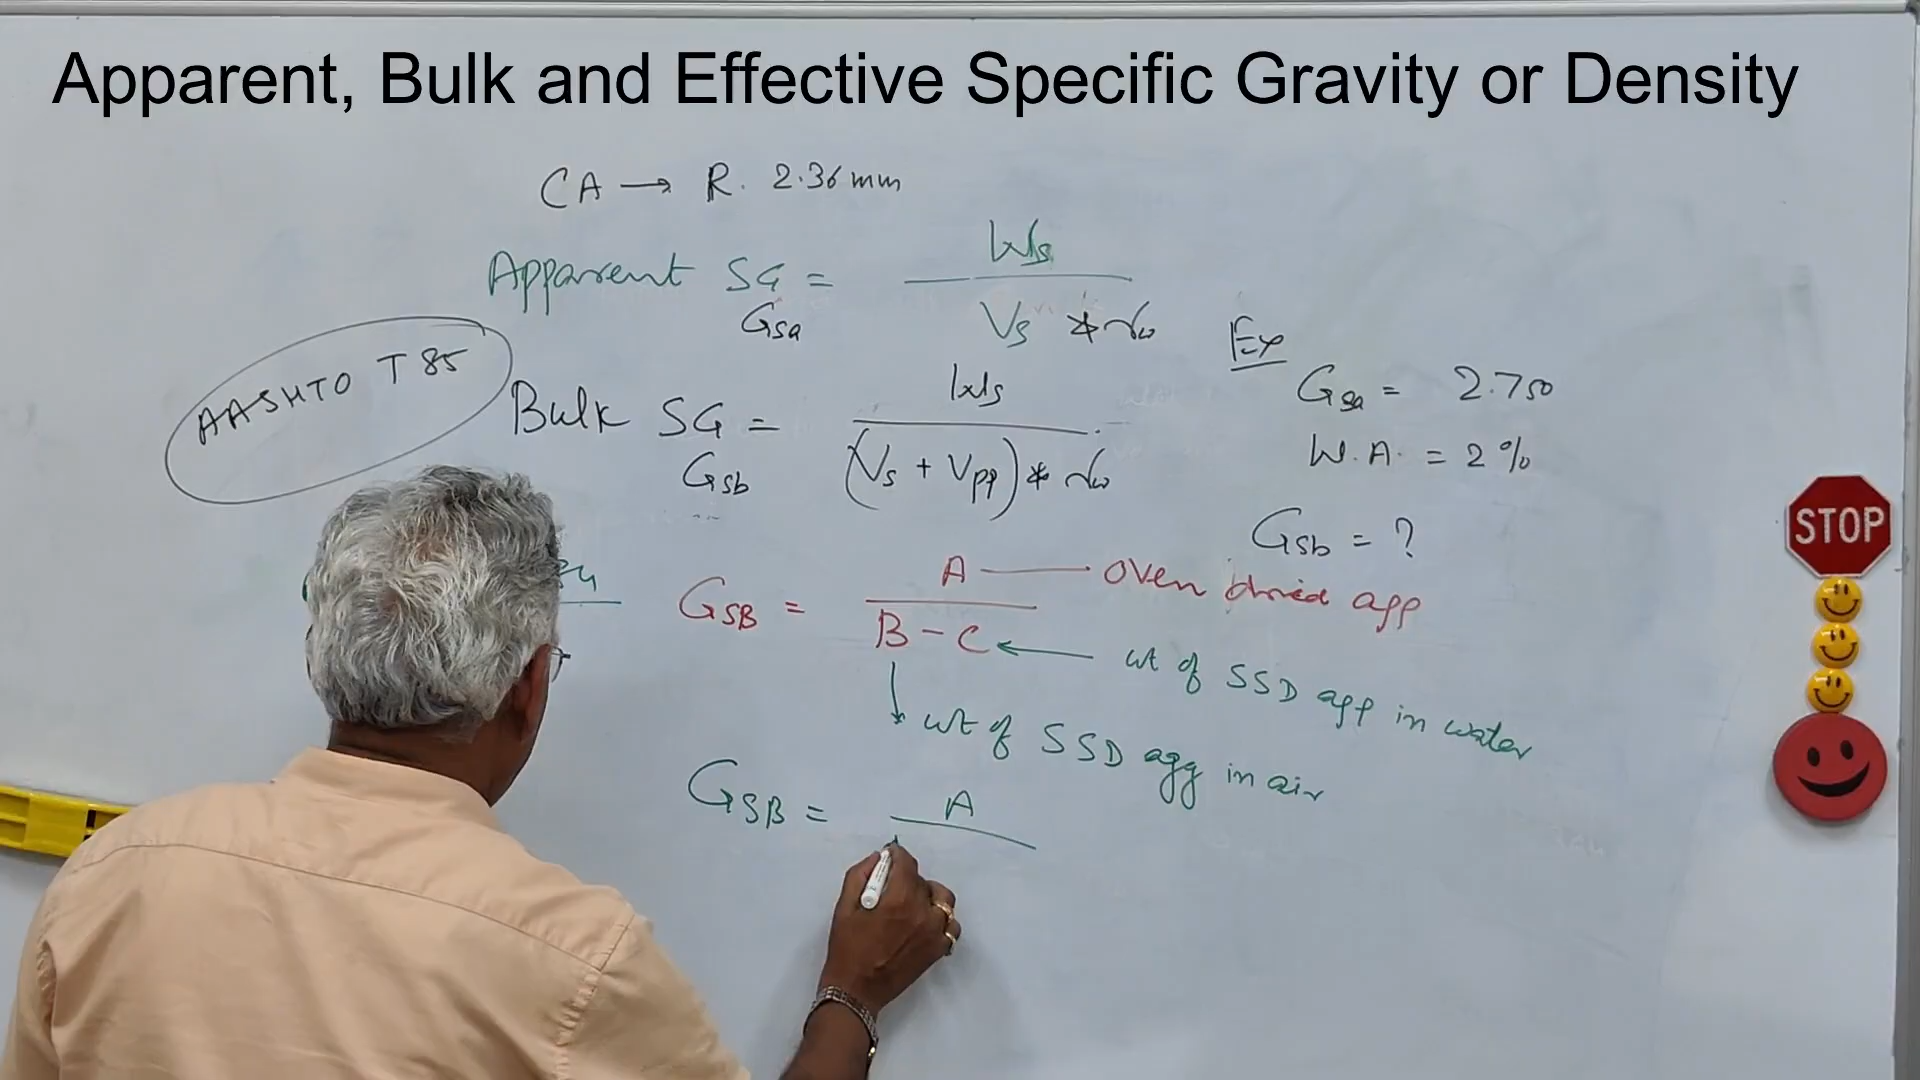 Apparent, Bulk and Effective Specific Gravity or Density
CA → R. 2.36 mm
Apparent SG = Ws
Gsa Vs * γw
AASHTO T 85
Bulk SG = Ws
Gsb (Vs + Vpp) * γw
Ex
Gsa = 2.750
W.A. = 2%
Gsb = ?
GSB = A — oven dried agg
B - C ← wt of SSD agg in water
↓ wt of SSD agg in air
GSB = A
STOP